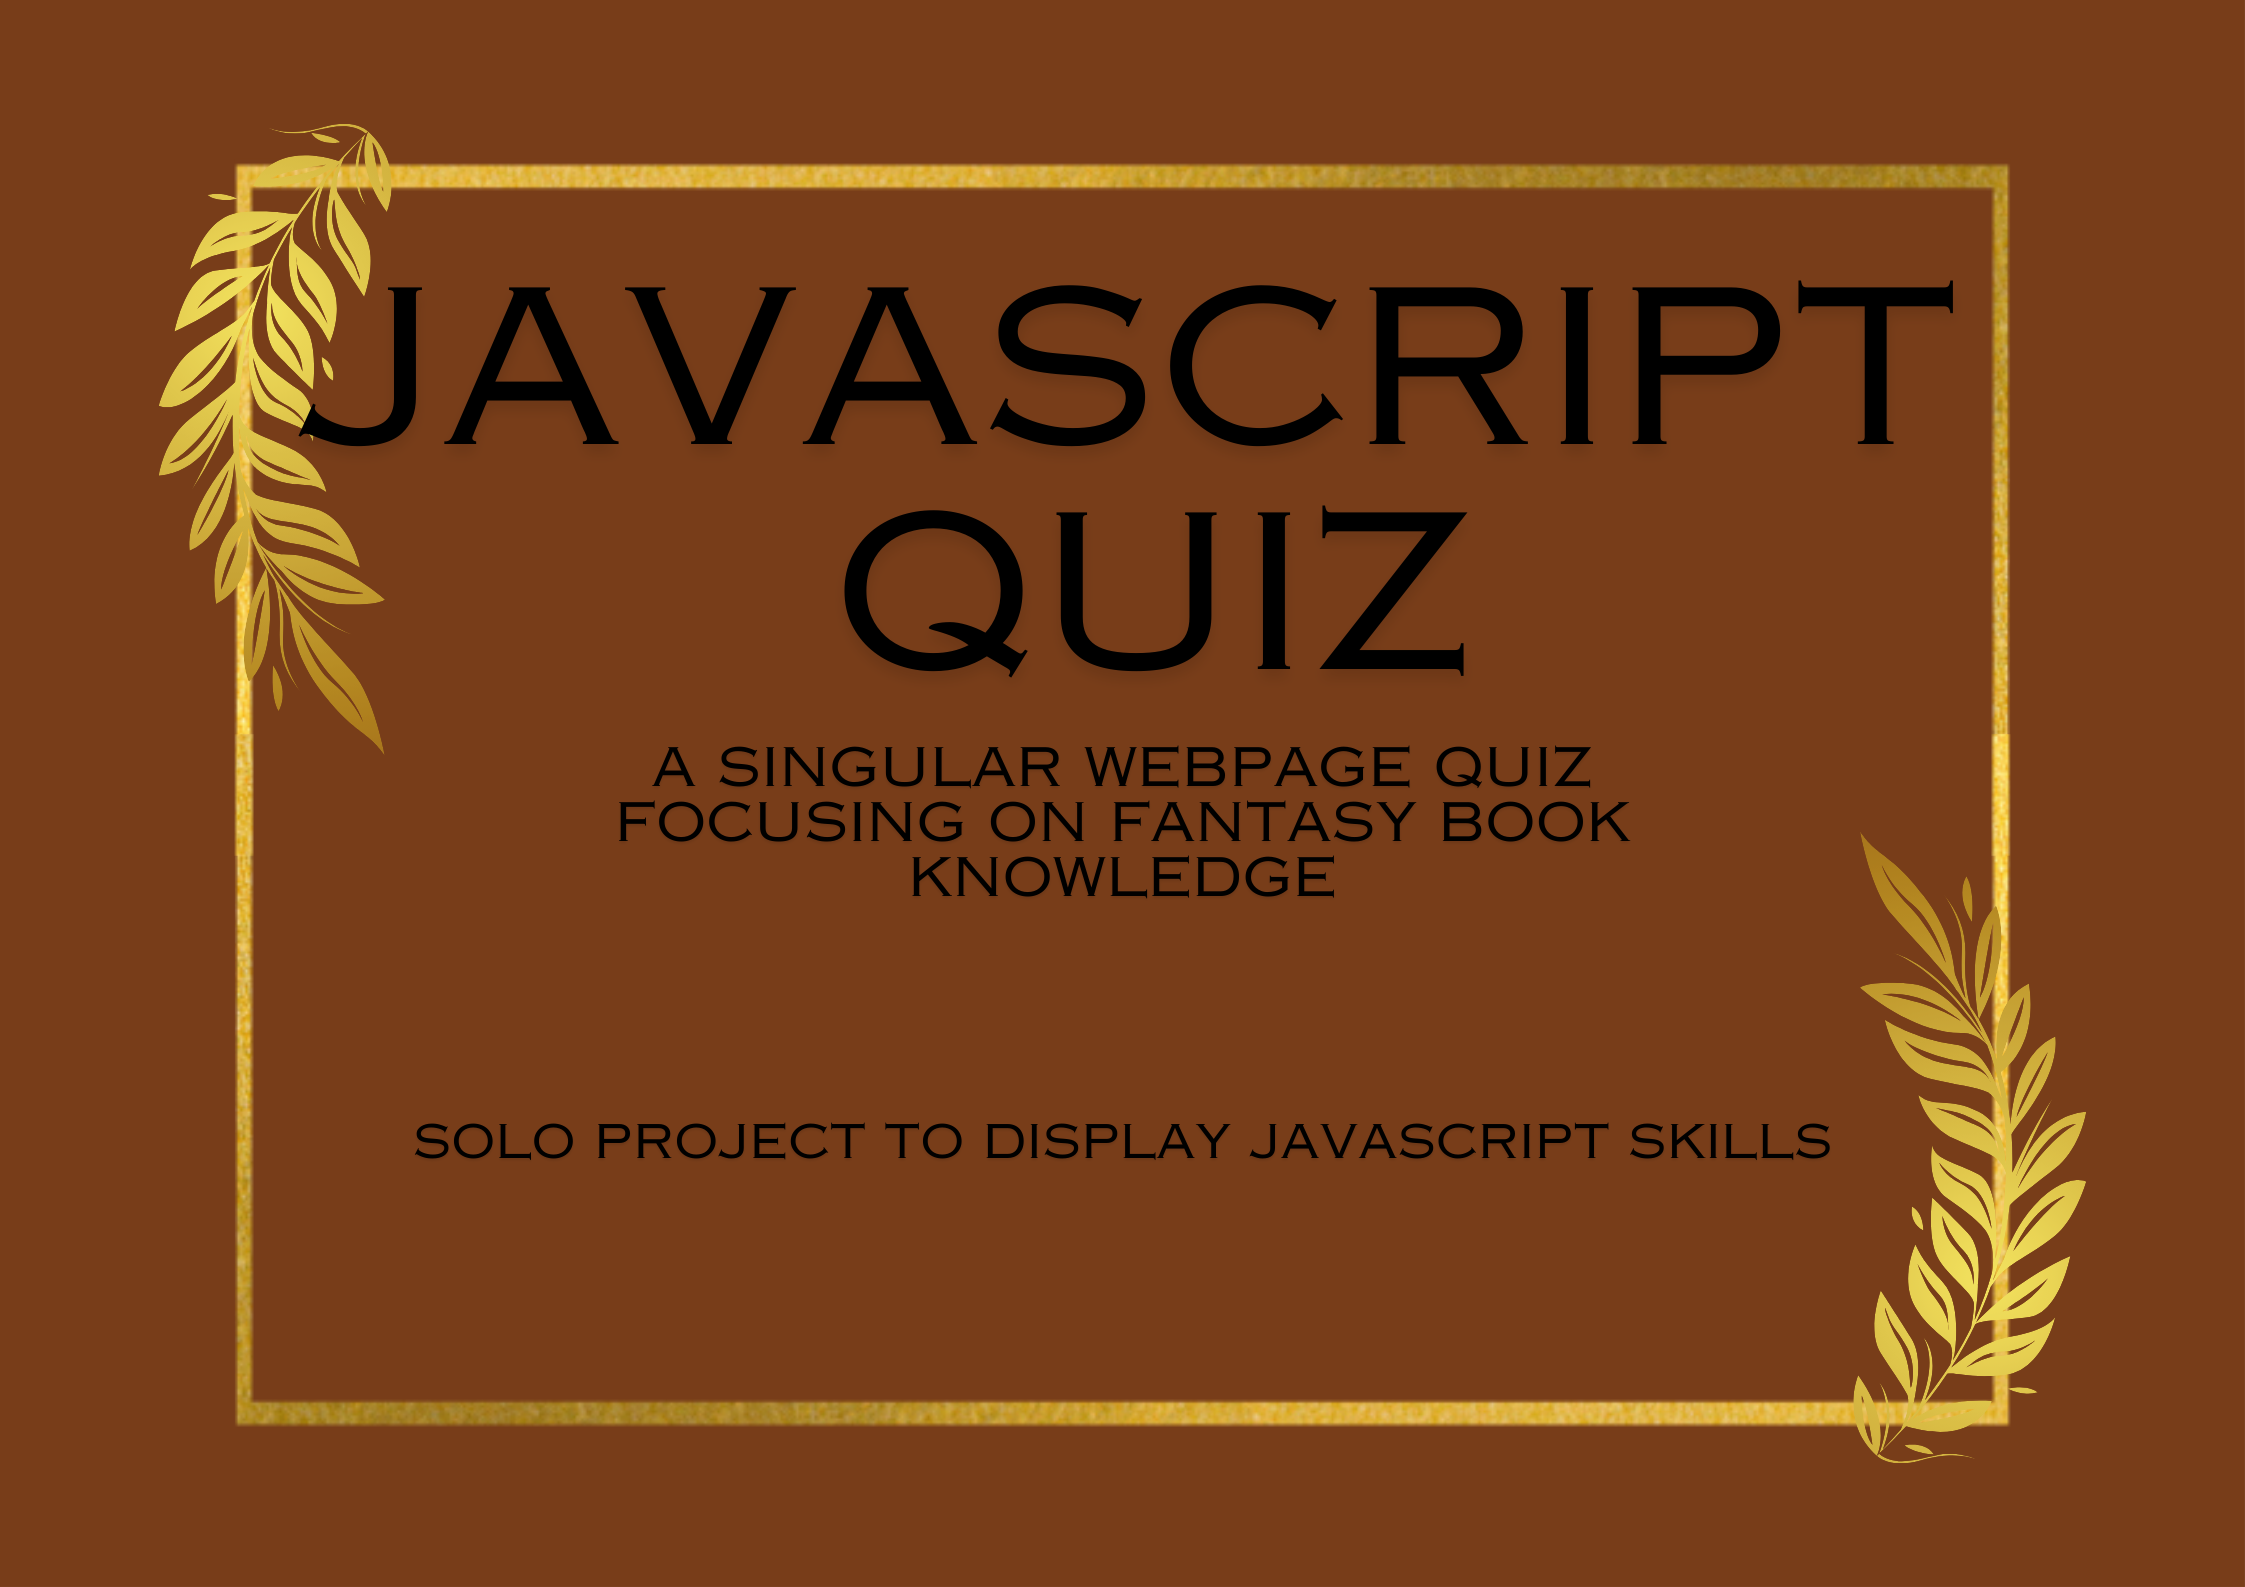 JAVASCRIPT
QUIZ
A SINGULAR WEBPAGE QUIZ
FOCUSING ON FANTASY BOOK
KNOWLEDGE
SOLO PROJECT TO DISPLAY JAVASCRIPT SKILLS